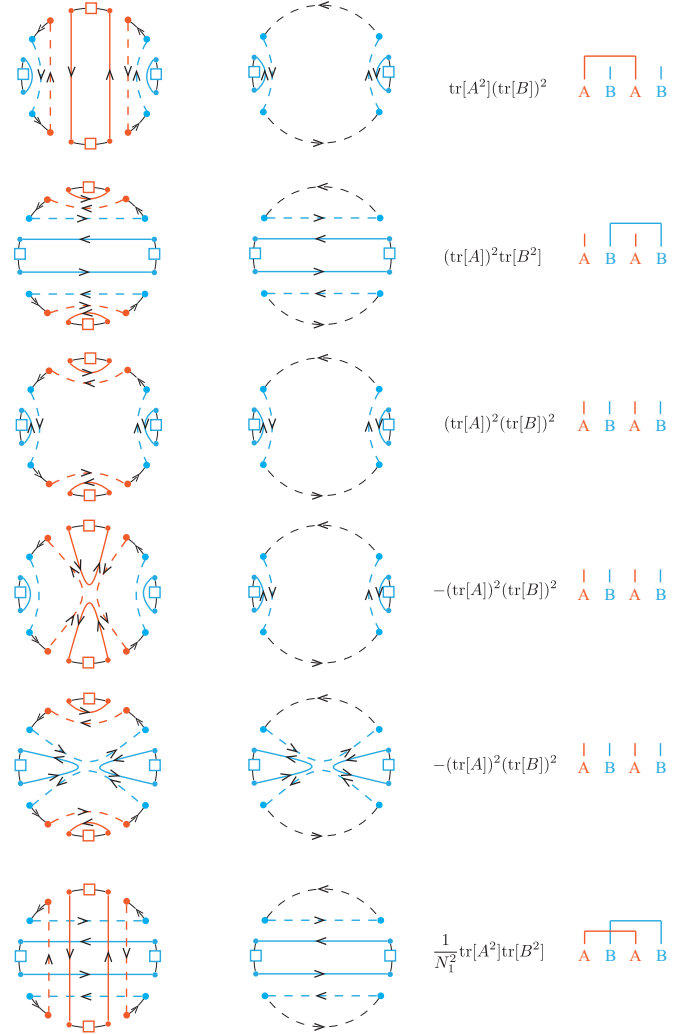 tr[A²](tr[B])²
A B A B
(tr[A])²tr[B²]
A B A B
(tr[A])²(tr[B])²
A B A B
−(tr[A])²(tr[B])²
A B A B
−(tr[A])²(tr[B])²
A B A B
1/N₁² tr[A²]tr[B²]
A B A B